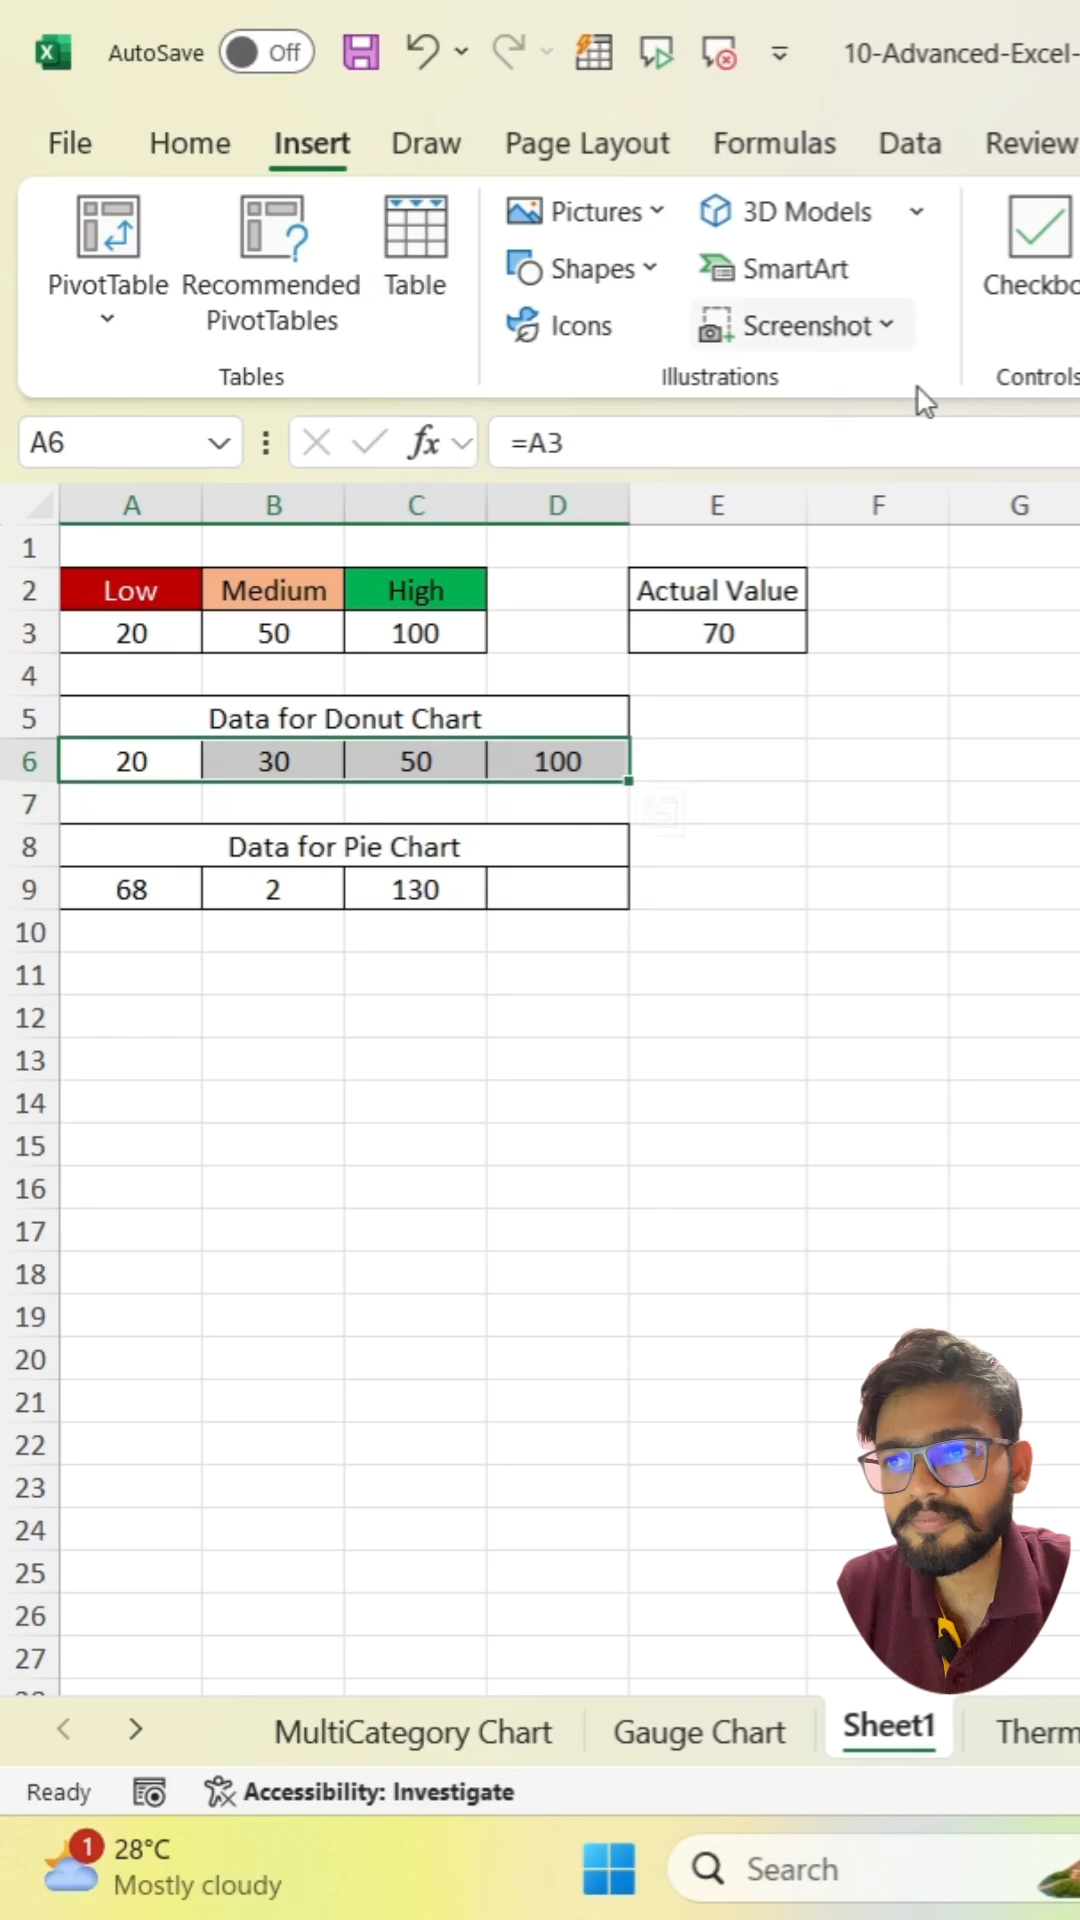 AutoSave Off 10-Advanced-Excel-
File Home Insert Draw Page Layout Formulas Data Review
PivotTable Recommended PivotTables Table
Pictures 3D Models
Shapes SmartArt
Icons Screenshot
Checkbo
Tables Illustrations Controls
A6 fx =A3
A B C D E F G
1
2 Low Medium High Actual Value
3 20 50 100 70
4
5 Data for Donut Chart
6 20 30 50 100
7
8 Data for Pie Chart
9 68 2 130
10
11
12
13
14
15
16
17
18
19
20
21
22
23
24
25
26
27
MultiCategory Chart Gauge Chart Sheet1 Therm
Ready Accessibility: Investigate
1 28°C
Mostly cloudy
Search